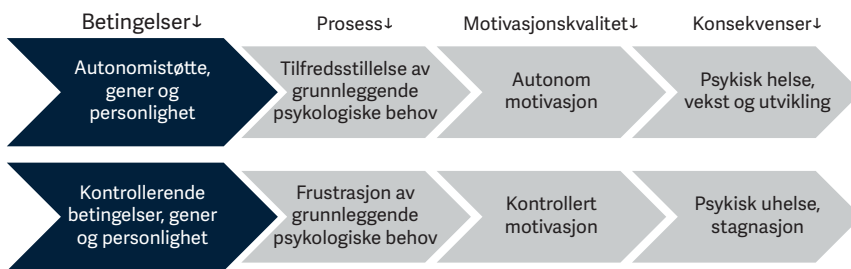 Betingelser↓
Prosess↓
Motivasjonskvalitet↓
Konsekvenser↓
Autonomistøtte,
gener og
personlighet
Tilfredsstillelse av
grunnleggende
psykologiske behov
Autonom
motivasjon
Psykisk helse,
vekst og utvikling
Kontrollerende
betingelser, gener
og personlighet
Frustrasjon av
grunnleggende
psykologiske behov
Kontrollert
motivasjon
Psykisk uhelse,
stagnasjon